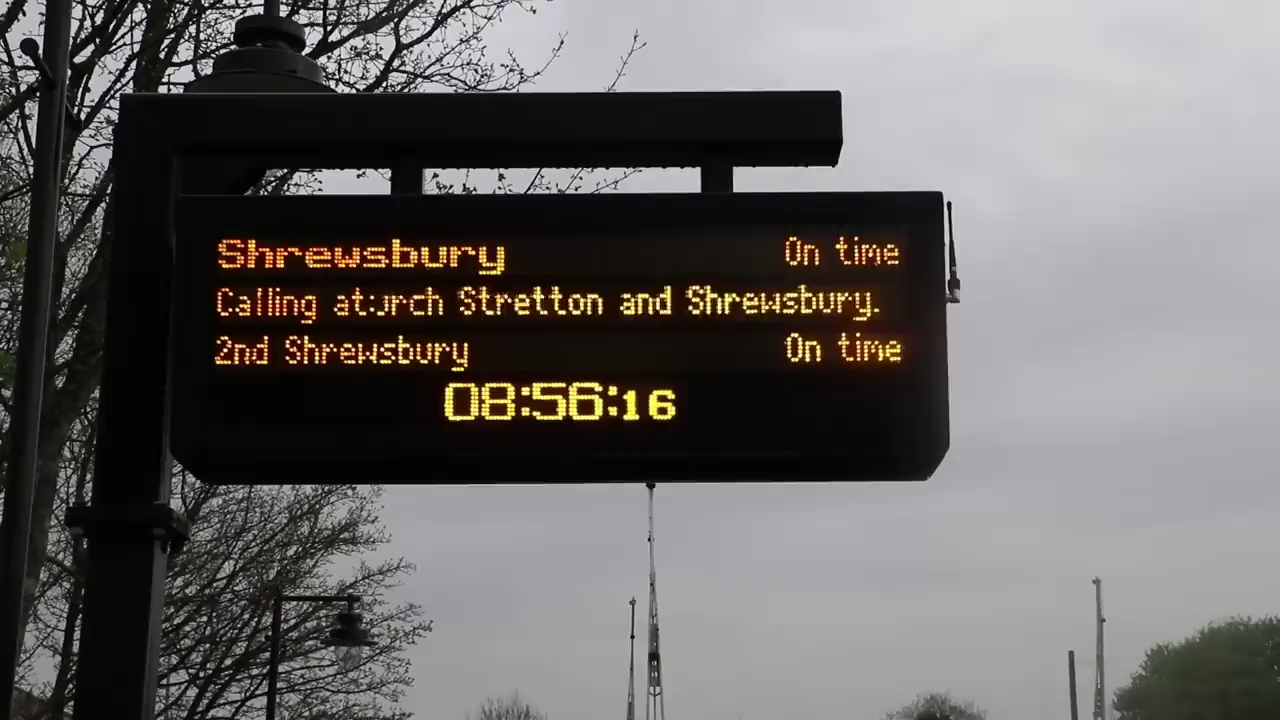 Shrewsbury On time
Calling at:urch Stretton and Shrewsbury.
2nd Shrewsbury On time
08:56:16